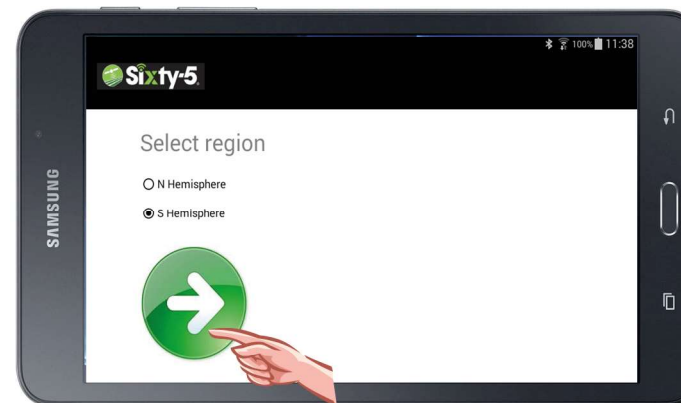 100% 11:38
Sixty-5
Select region
N Hemisphere
S Hemisphere
SAMSUNG